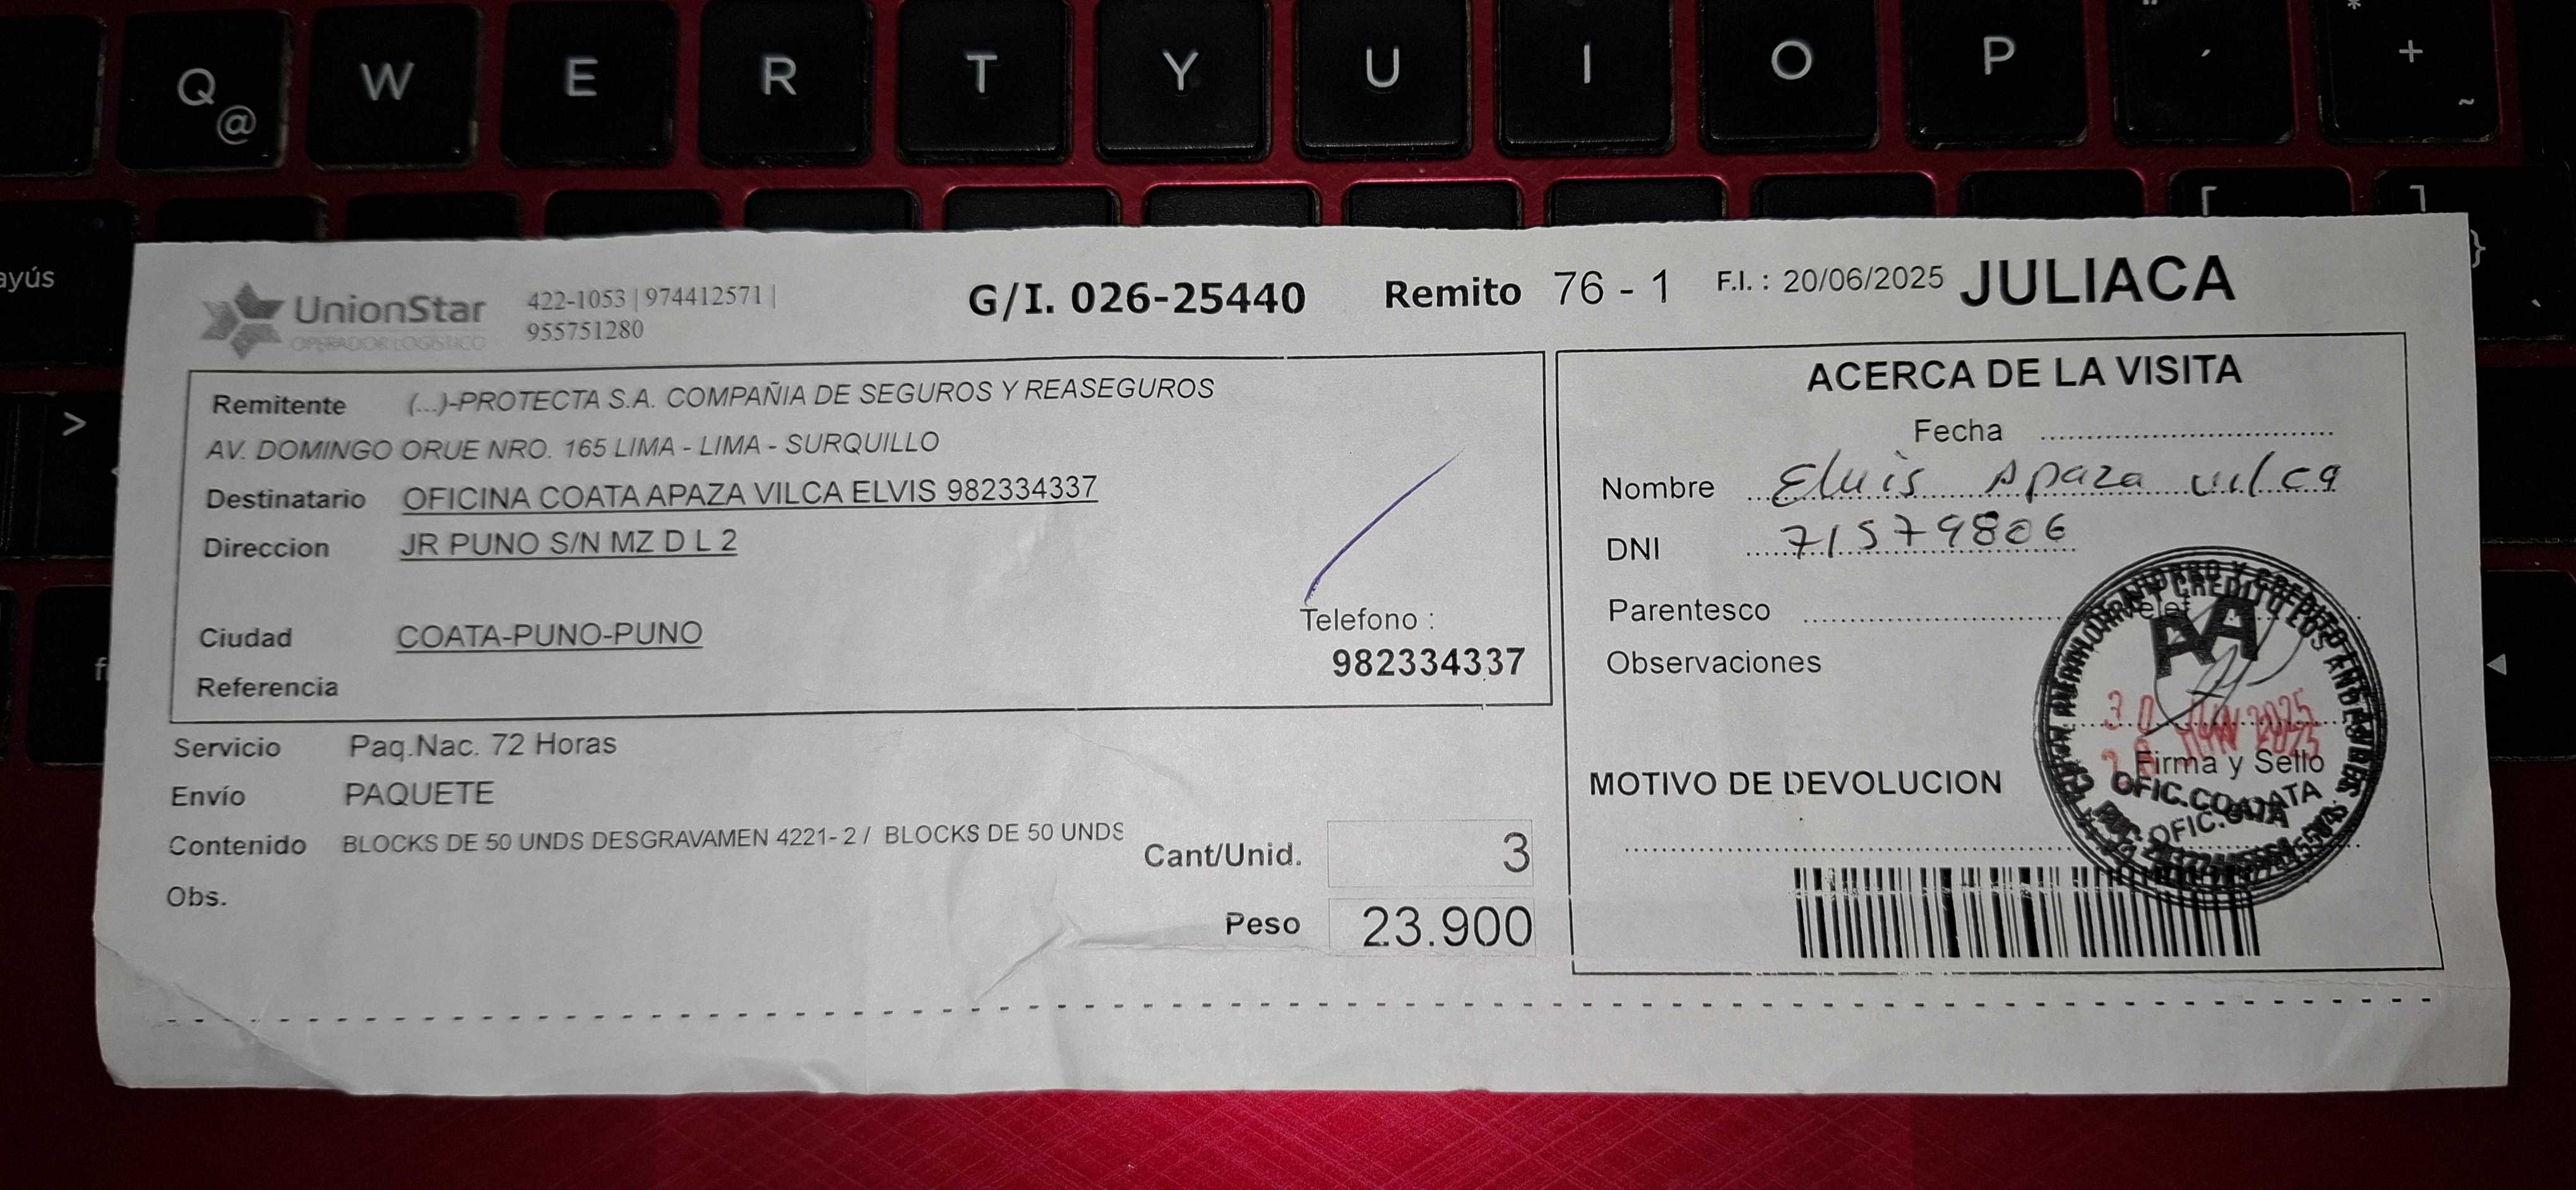 Q @ W E R T Y U I O P ´ * + ~
[ ]
ayús }
>
UnionStar
OPERADOR LOGISTICO
422-1053 | 974412571 |
955751280
G/I. 026-25440 Remito 76 - 1 F.I. : 20/06/2025 JULIACA
Remitente (...)-PROTECTA S.A. COMPAÑIA DE SEGUROS Y REASEGUROS
AV. DOMINGO ORUE NRO. 165 LIMA - LIMA - SURQUILLO
Destinatario OFICINA COATA APAZA VILCA ELVIS 982334337
Direccion JR PUNO S/N MZ D L 2
Ciudad COATA-PUNO-PUNO
Referencia
Telefono :
982334337
Servicio Paq.Nac. 72 Horas
Envío PAQUETE
Contenido BLOCKS DE 50 UNDS DESGRAVAMEN 4221- 2 / BLOCKS DE 50 UNDS
Obs.
Cant/Unid. 3
Peso 23.900
ACERCA DE LA VISITA
Fecha
Nombre Elvis Apaza vilca
DNI 71579806
Parentesco
Observaciones
Firma y Sello
OFIC.COATA
MOTIVO DE DEVOLUCION